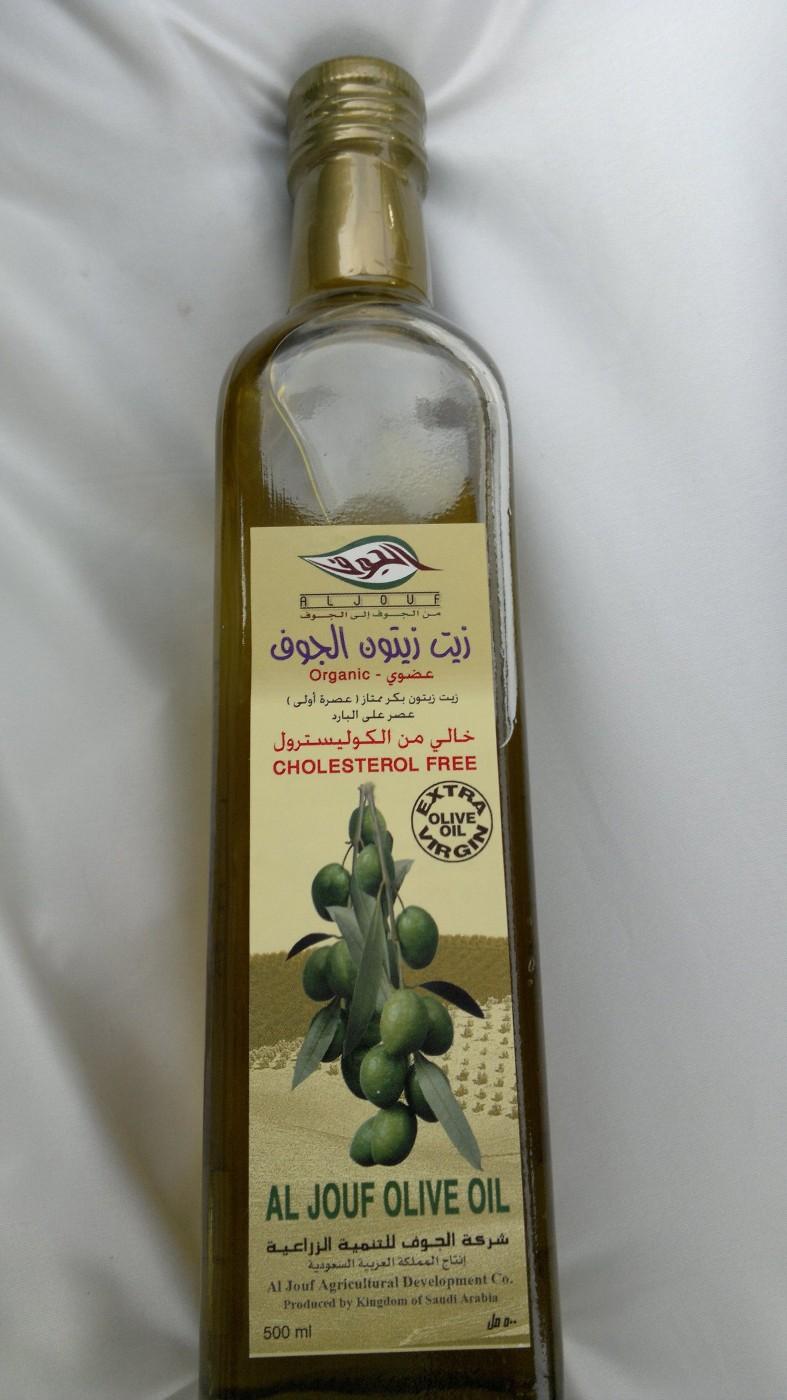 الجوف
ALJOUF
من الجوف إلى الجوف
زيت زيتون الجوف
Organic - عضوي
زيت زيتون بكر ممتاز ( عصرة أولى )
عصر على البارد
خالي من الكوليسترول
CHOLESTEROL FREE
EXTRA
OLIVE
OIL
VIRGIN
AL JOUF OLIVE OIL
شركة الجوف للتنمية الزراعية
إنتاج المملكة العربية السعودية
Al Jouf Agricultural Development Co.
Produced by Kingdom of Saudi Arabia
500 ml
٥٠٠ مل